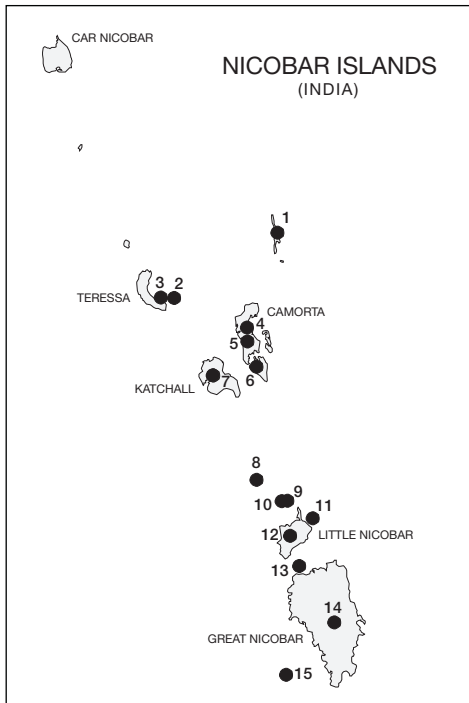 CAR NICOBAR
NICOBAR ISLANDS
(INDIA)
1
3 2
TERESSA
CAMORTA
4
5
6
KATCHALL
7
8
9
10
11
12
LITTLE NICOBAR
13
14
GREAT NICOBAR
15